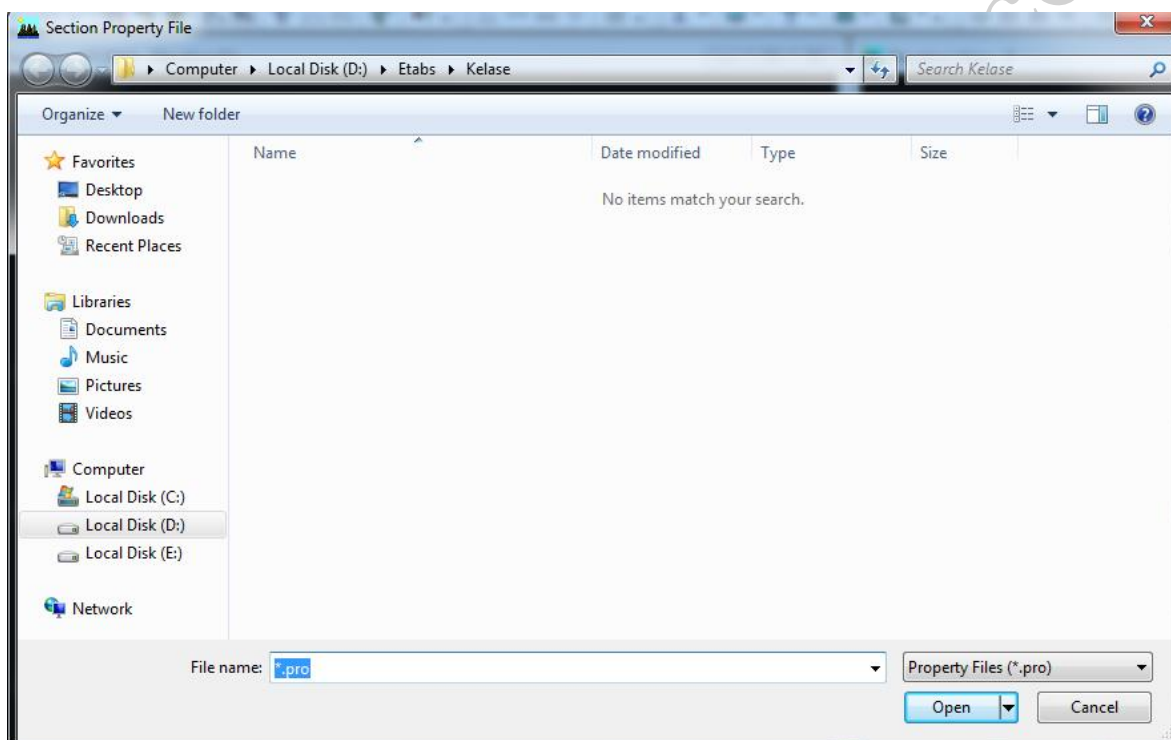 Section Property File
Computer Local Disk (D:) Etabs Kelase
Search Kelase
Organize New folder
Name Date modified Type Size
No items match your search.
Favorites
Desktop
Downloads
Recent Places
Libraries
Documents
Music
Pictures
Videos
Computer
Local Disk (C:)
Local Disk (D:)
Local Disk (E:)
Network
File name: *.pro Property Files (*.pro)
Open Cancel